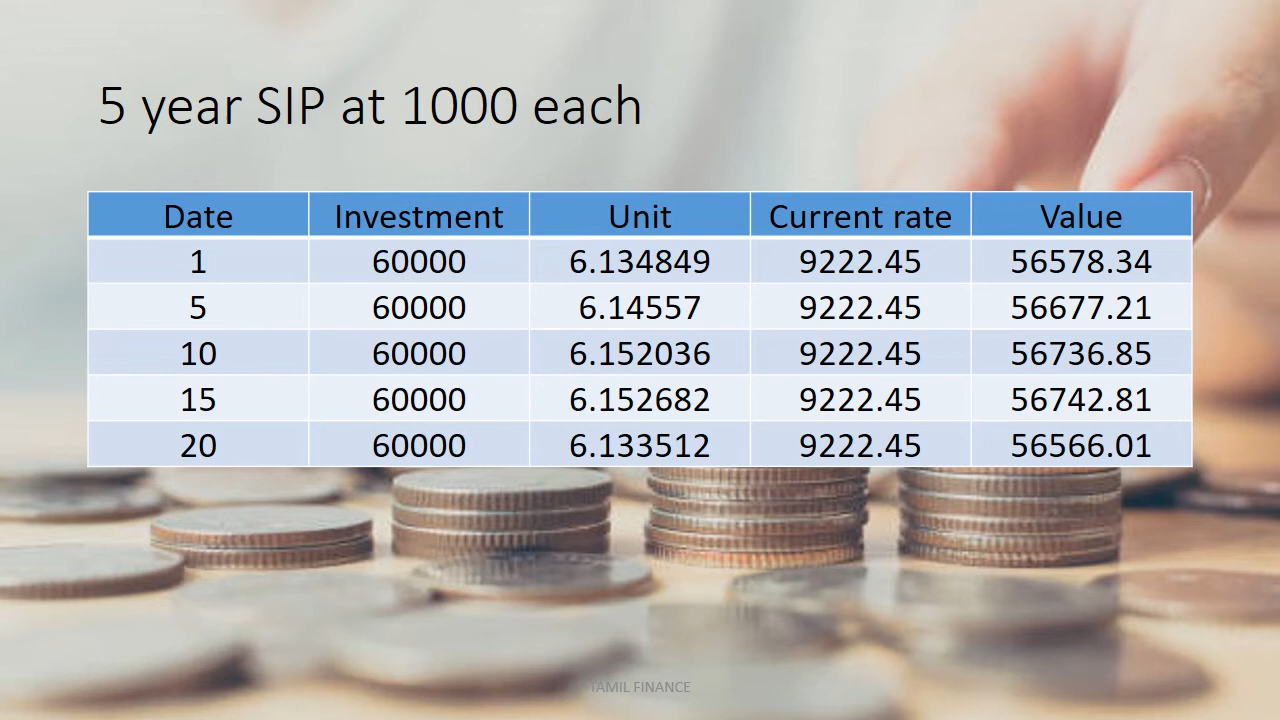 5 year SIP at 1000 each
Date Investment Unit Current rate Value
1 60000 6.134849 9222.45 56578.34
5 60000 6.14557 9222.45 56677.21
10 60000 6.152036 9222.45 56736.85
15 60000 6.152682 9222.45 56742.81
20 60000 6.133512 9222.45 56566.01
TAMIL FINANCE